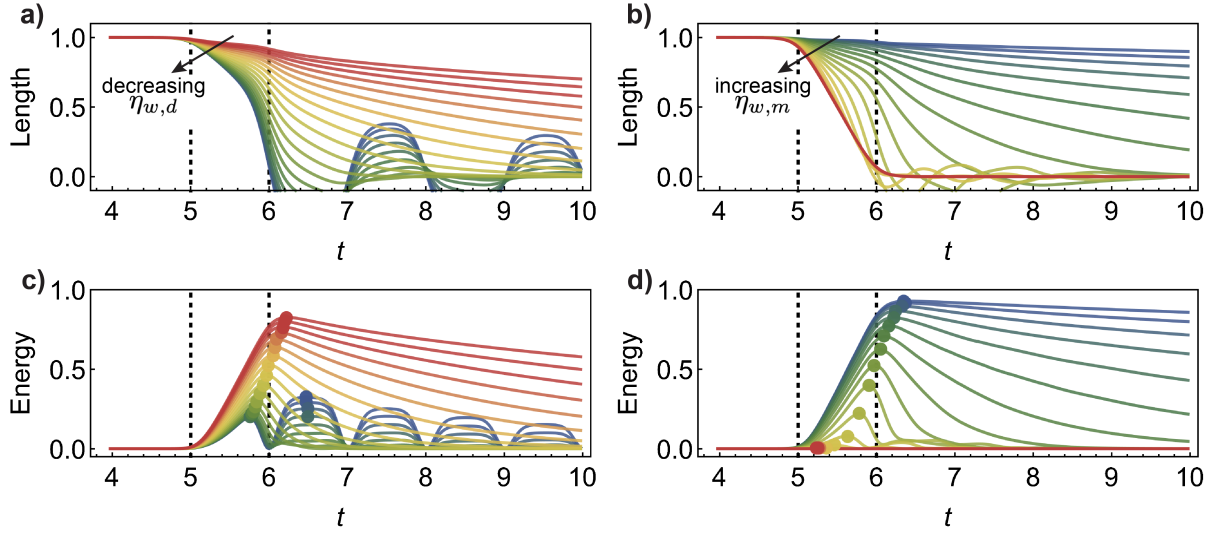 a)
1.0
0.5
0.0
Length
decreasing
η_{w,d}
4 5 6 7 8 9 10
t
b)
1.0
0.5
0.0
Length
increasing
η_{w,m}
4 5 6 7 8 9 10
t
c)
1.0
0.5
0.0
Energy
4 5 6 7 8 9 10
t
d)
1.0
0.5
0.0
Energy
4 5 6 7 8 9 10
t